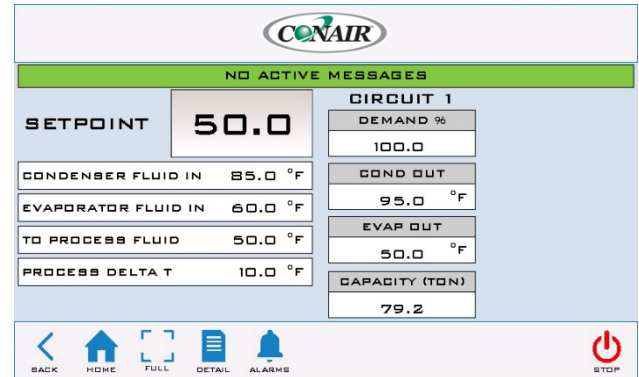 CONAIR
NO ACTIVE MESSAGES
SETPOINT 50.0
CONDENSER FLUID IN 85.0 °F
EVAPORATOR FLUID IN 60.0 °F
TO PROCESS FLUID 50.0 °F
PROCESS DELTA T 10.0 °F
CIRCUIT 1
DEMAND %
100.0
COND OUT
95.0 °F
EVAP OUT
50.0 °F
CAPACITY (TON)
79.2
BACK HOME FULL DETAIL ALARMS STOP